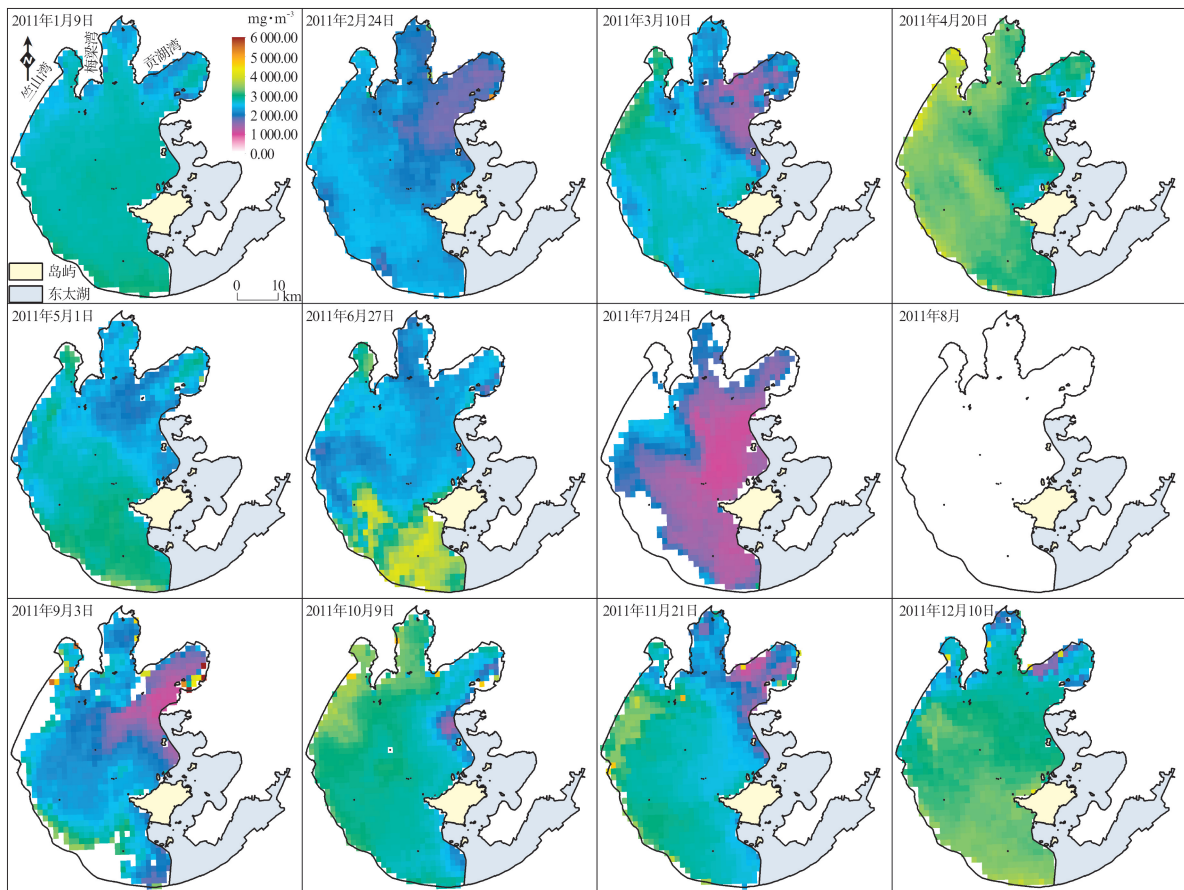 2011年1月9日
mg·m⁻³
6 000.00
5 000.00
4 000.00
3 000.00
2 000.00
1 000.00
0.00
N
竺山湾
梅梁湾
贡湖湾
岛屿
东太湖
0 10
km
2011年2月24日
2011年3月10日
2011年4月20日
2011年5月1日
2011年6月27日
2011年7月24日
2011年8月
2011年9月3日
2011年10月9日
2011年11月21日
2011年12月10日